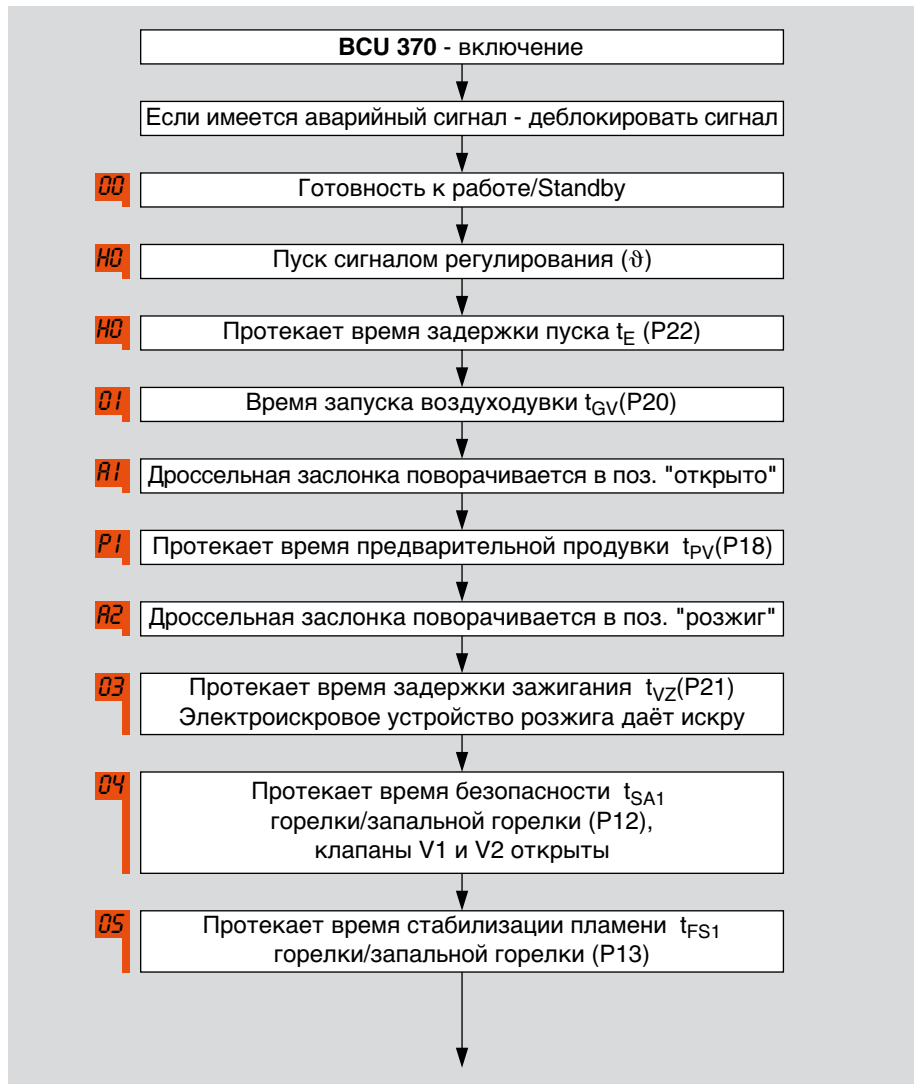 BCU 370 - включение
Если имеется аварийный сигнал - деблокировать сигнал
00 Готовность к работе/Standby
H0 Пуск сигналом регулирования (ϑ)
H0 Протекает время задержки пуска tE (P22)
01 Время запуска воздуходувки tGV(P20)
A1 Дроссельная заслонка поворачивается в поз. "открыто"
P1 Протекает время предварительной продувки tPV(P18)
A2 Дроссельная заслонка поворачивается в поз. "розжиг"
03 Протекает время задержки зажигания tVZ(P21)
Электроискровое устройство розжига даёт искру
04 Протекает время безопасности tSA1
горелки/запальной горелки (P12),
клапаны V1 и V2 открыты
05 Протекает время стабилизации пламени tFS1
горелки/запальной горелки (P13)